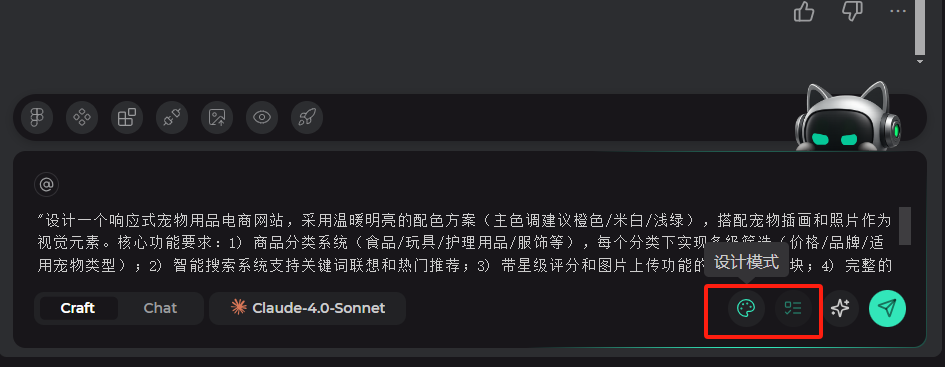 @
"设计一个响应式宠物用品电商网站，采用温暖明亮的配色方案（主色调建议橙色/米白/浅绿），搭配宠物插画和照片作为
视觉元素。核心功能要求：1) 商品分类系统（食品/玩具/护理用品/服饰等），每个分类下实现多级筛选（价格/品牌/适
用宠物类型）；2) 智能搜索系统支持关键词联想和热门推荐；3) 带星级评分和图片上传功能的 块；4) 完整的
设计模式
Craft Chat Claude-4.0-Sonnet